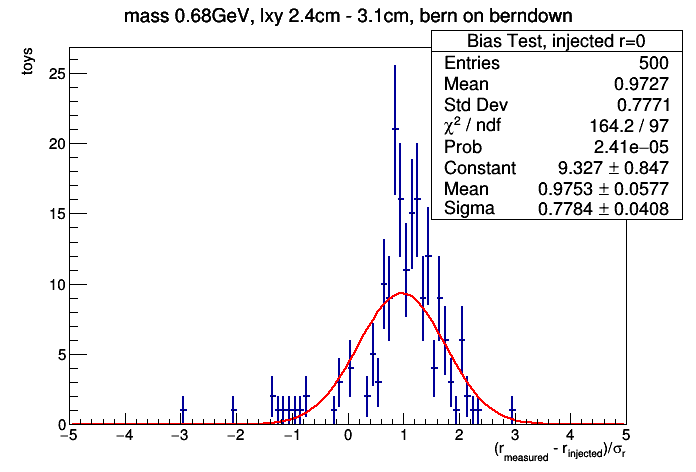 mass 0.68GeV, lxy 2.4cm - 3.1cm, bern on berndown
Bias Test, injected r=0
Entries 500
Mean 0.9727
Std Dev 0.7771
χ² / ndf 164.2 / 97
Prob 2.41e−05
Constant 9.327 ± 0.847
Mean 0.9753 ± 0.0577
Sigma 0.7784 ± 0.0408
toys
25
20
15
10
5
0
−5 −4 −3 −2 −1 0 1 2 3 4 5
(r_measured - r_injected)/σ_r